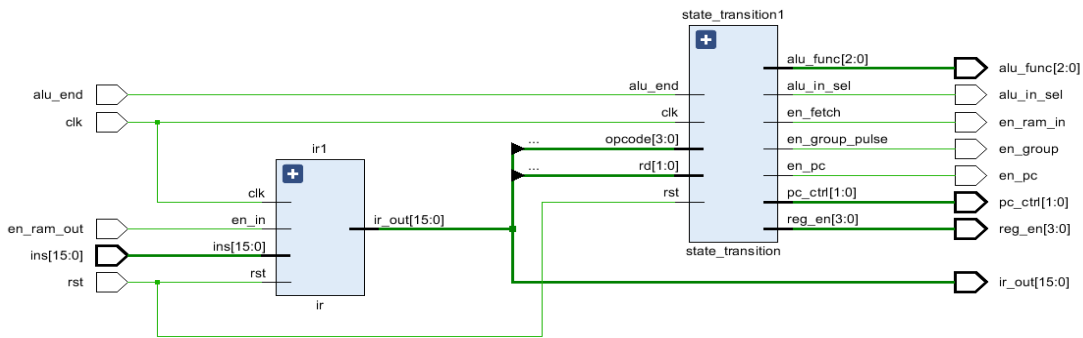 state_transition1
alu_end
clk
alu_end
clk
opcode[3:0]
...
rd[1:0]
...
rst
alu_func[2:0]
alu_in_sel
en_fetch
en_group_pulse
en_pc
pc_ctrl[1:0]
reg_en[3:0]
state_transition
alu_func[2:0]
alu_in_sel
en_ram_in
en_group
en_pc
pc_ctrl[1:0]
reg_en[3:0]
ir1
en_ram_out
ins[15:0]
rst
clk
en_in
ins[15:0]
rst
ir_out[15:0]
ir
ir_out[15:0]